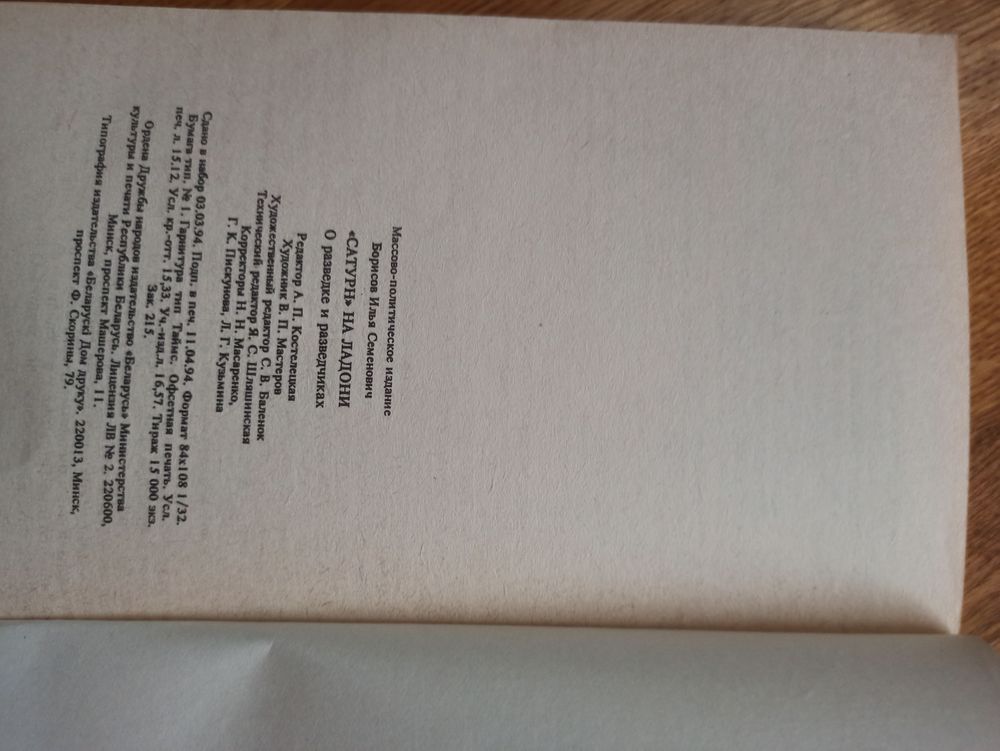 Массово-политическое издание
Борисов Илья Семенович
«САТУРН» НА ЛАДОНИ
О разведке и разведчиках
Редактор А. П. Костелецкая
Художник В. П. Мастеров
Художественный редактор С. В. Баленок
Технический редактор Я. С. Шляшинская
Корректоры Н. Н. Масаренко,
Г. К. Пискунова, Л. Г. Кузьмина
Сдано в набор 03.03.94. Подп. в печ. 11.04.94. Формат 84х108 1/32.
Бумага тип. № 1. Гарнитура тип Таймс. Офсетная печать. Усл.
печ. л. 15,12. Усл. кр.-отт. 15,33. Уч.-изд.л. 16,57. Тираж 15 000 экз.
Зак. 215.
Ордена Дружбы народов издательство «Беларусь» Министерства
культуры и печати Республики Беларусь. Лицензия ЛВ № 2. 220600,
Минск, проспект Машерова, 11.
Типография издательства «Беларускі Дом друку». 220013, Минск,
проспект Ф. Скорины, 79.